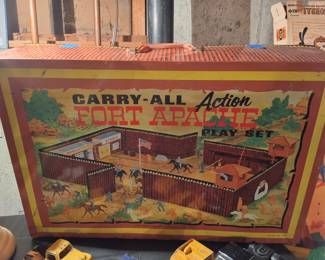 CARRY-ALL Action
FORT APACHE
PLAY SET